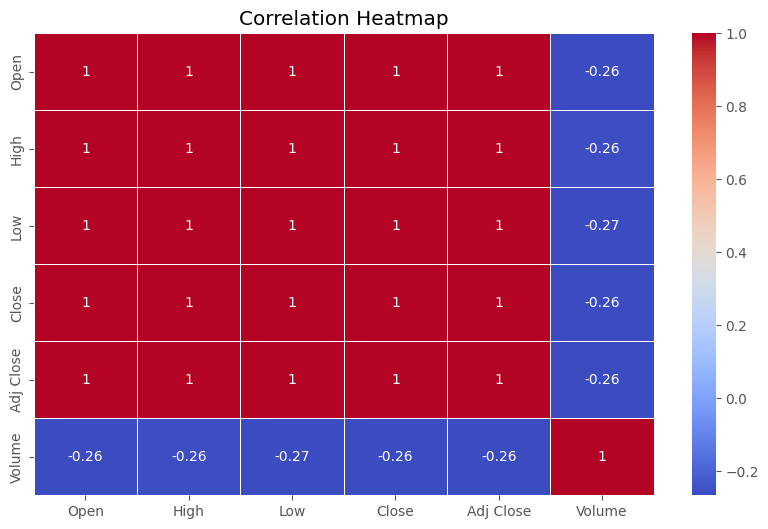 Correlation Heatmap
Open 1 1 1 1 1 -0.26
High 1 1 1 1 1 -0.26
Low 1 1 1 1 1 -0.27
Close 1 1 1 1 1 -0.26
Adj Close 1 1 1 1 1 -0.26
Volume -0.26 -0.26 -0.27 -0.26 -0.26 1
Open High Low Close Adj Close Volume
1.0
0.8
0.6
0.4
0.2
0.0
−0.2